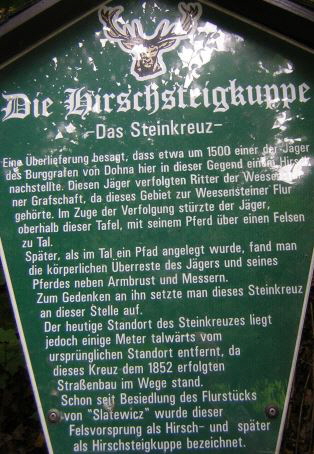 Die Hirschsteigkuppe
-Das Steinkreuz-
Eine Überlieferung besagt, dass etwa um 1500 einer der Jäger
des Burggrafen von Dohna hier in dieser Gegend einem Hirsch
nachstellte. Diesen Jäger verfolgten Ritter der Weesenstei-
ner Grafschaft, da dieses Gebiet zur Weesensteiner Flur
gehörte. Im Zuge der Verfolgung stürzte der Jäger,
oberhalb dieser Tafel, mit seinem Pferd über einen Felsen
zu Tal.
Später, als im Tal ein Pfad angelegt wurde, fand man
die körperlichen Überreste des Jägers und seines
Pferdes neben Armbrust und Messern.
Zum Gedenken an ihn setzte man dieses Steinkreuz
an dieser Stelle auf.
Der heutige Standort des Steinkreuzes liegt
jedoch einige Meter talwärts vom
ursprünglichen Standort entfernt, da
dieses Kreuz dem 1852 erfolgten
Straßenbau im Wege stand.
Schon seit Besiedlung des Flurstücks
von "Slatewicz" wurde dieser
Felsvorsprung als Hirsch- und später
als Hirschsteigkuppe bezeichnet.